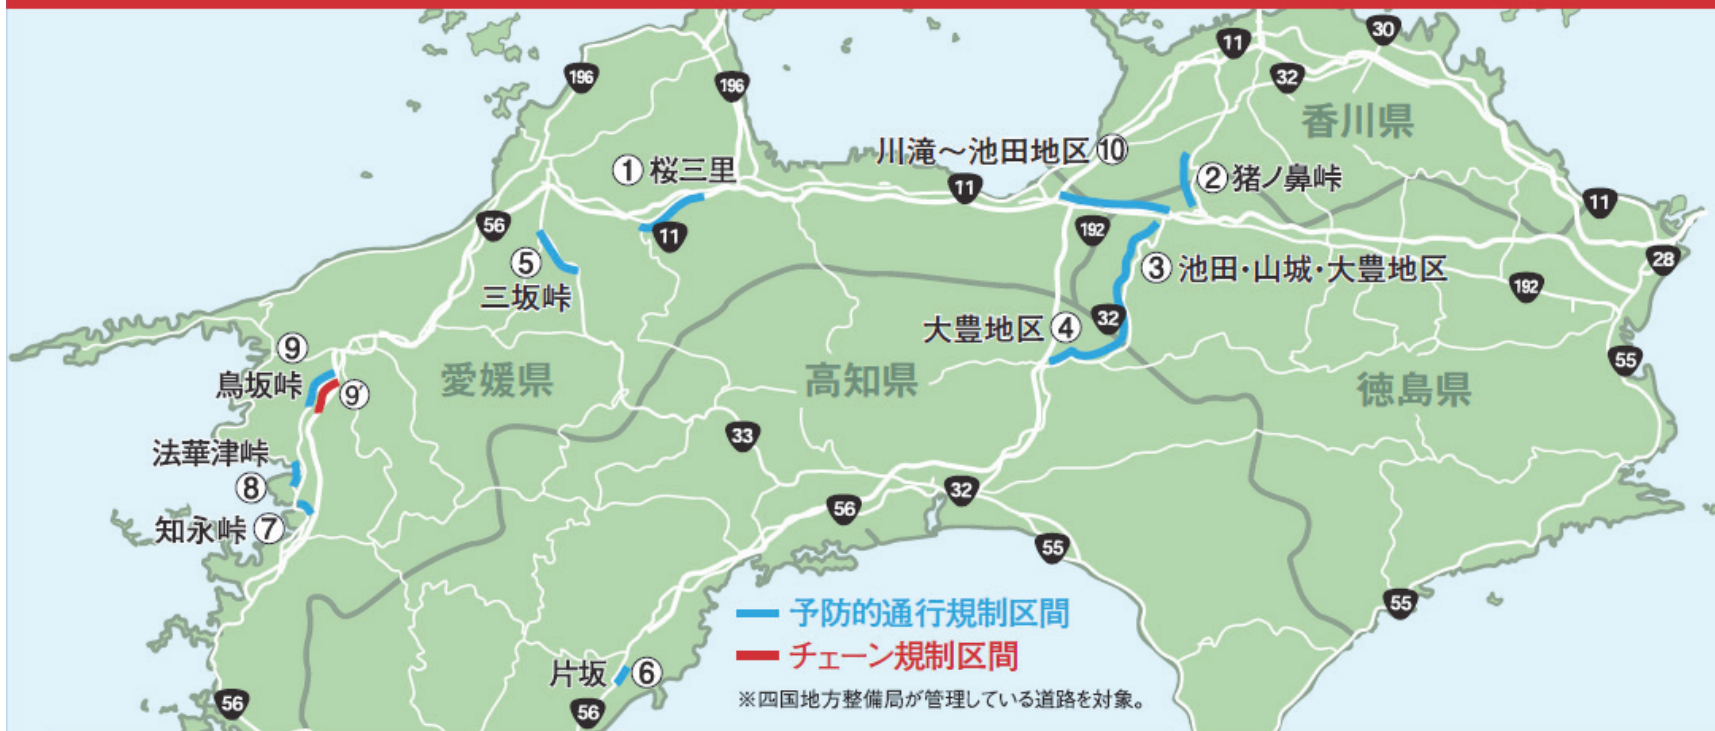 30
11
196
196
32
香川県
川滝～池田地区⑩
①桜三里
②猪ノ鼻峠
11
11
56
11
192
⑤
三坂峠
③池田・山城・大豊地区
28
192
32
大豊地区④
⑨
鳥坂峠
⑨′
愛媛県
高知県
徳島県
55
33
法華津峠
⑧
32
56
知永峠⑦
55
55
予防的通行規制区間
チェーン規制区間
片坂⑥
※四国地方整備局が管理している道路を対象。
56
56